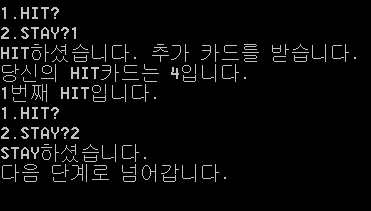 1.HIT?
2.STAY?1
HIT하셨습니다. 추가 카드를 받습니다.
당신의 HIT카드는 4입니다.
1번째 HIT입니다.
1.HIT?
2.STAY?2
STAY하셨습니다.
다음 단계로 넘어갑니다.